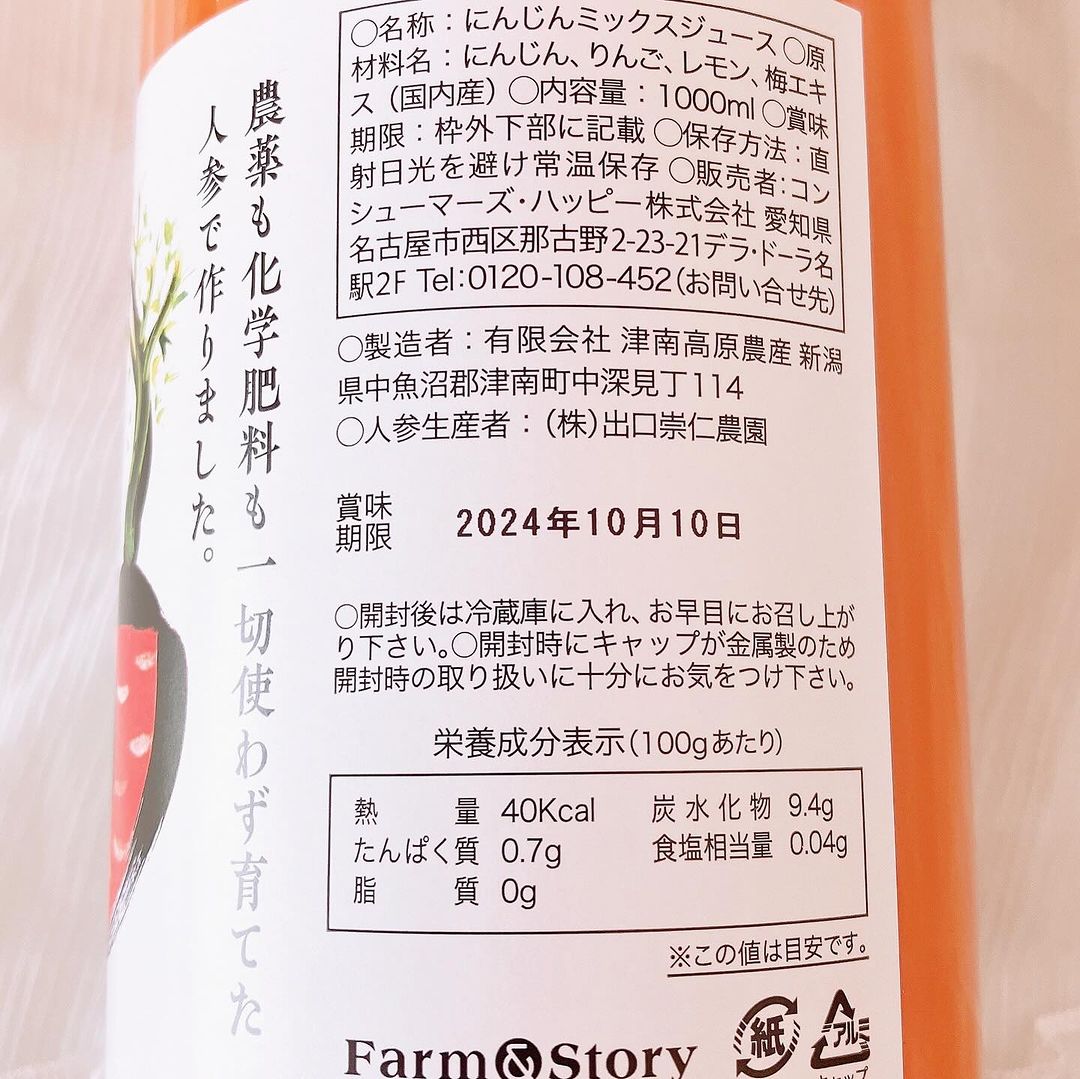 農薬も化学肥料も一切使わず育てた
人参で作りました。
○名称：にんじんミックスジュース ○原
材料名：にんじん、りんご、レモン、梅エキ
ス（国内産）○内容量：1000ml ○賞味
期限：枠外下部に記載 ○保存方法：直
射日光を避け常温保存 ○販売者：コン
シューマーズ・ハッピー株式会社 愛知県
名古屋市西区那古野2-23-21デラ・ドーラ名
駅2F Tel：0120-108-452（お問い合せ先）
○製造者：有限会社 津南高原農産 新潟
県中魚沼郡津南町中深見丁114
○人参生産者：（株）出口崇仁農園
賞味
期限 2024年10月10日
○開封後は冷蔵庫に入れ、お早目にお召し上が
り下さい。○開封時にキャップが金属製のため
開封時の取り扱いに十分にお気をつけ下さい。
栄養成分表示（100gあたり）
熱量 40Kcal 炭水化物 9.4g
たんぱく質 0.7g 食塩相当量 0.04g
脂質 0g
※この値は目安です。
Farm & Story
紙
アルミ
キャップ